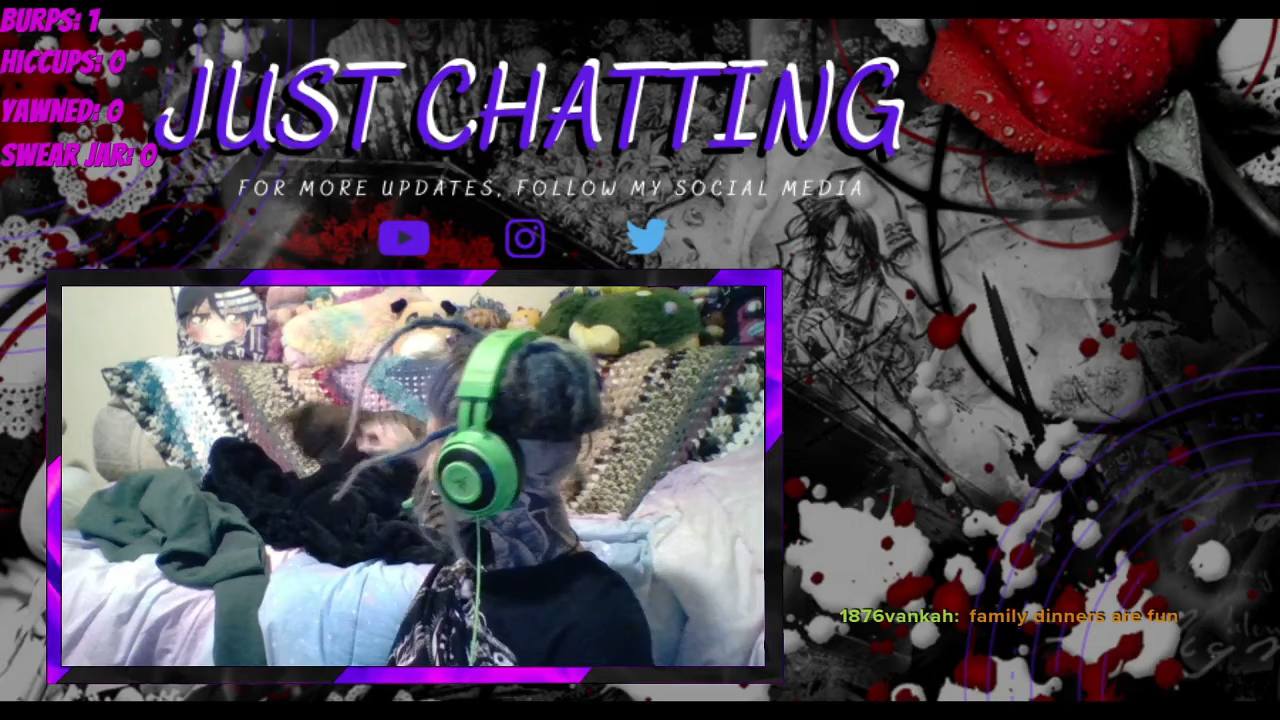 BURPS: 1
HICCUPS: 0
YAWNED: 0
SWEAR JAR: 0
JUST CHATTING
FOR MORE UPDATES, FOLLOW MY SOCIAL MEDIA
1876vankah: family dinners are fun